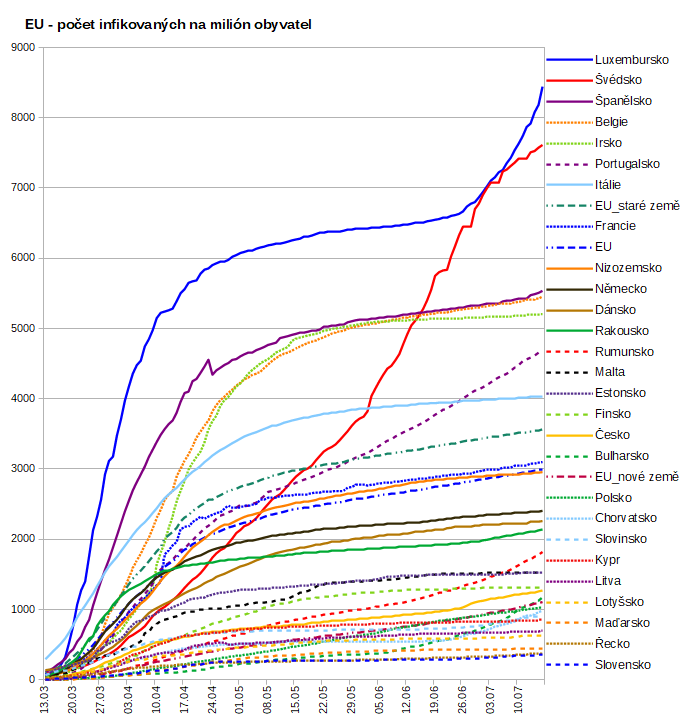 EU - počet infikovaných na milión obyvatel
9000
8000
7000
6000
5000
4000
3000
2000
1000
0
13.03
20.03
27.03
03.04
10.04
17.04
24.04
01.05
08.05
15.05
22.05
29.05
05.06
12.06
19.06
26.06
03.07
10.07
Luxembursko
Švédsko
Španělsko
Belgie
Irsko
Portugalsko
Itálie
EU_staré země
Francie
EU
Nizozemsko
Německo
Dánsko
Rakousko
Rumunsko
Malta
Estonsko
Finsko
Česko
Bulharsko
EU_nové země
Polsko
Chorvatsko
Slovinsko
Kypr
Litva
Lotyšsko
Maďarsko
Řecko
Slovensko